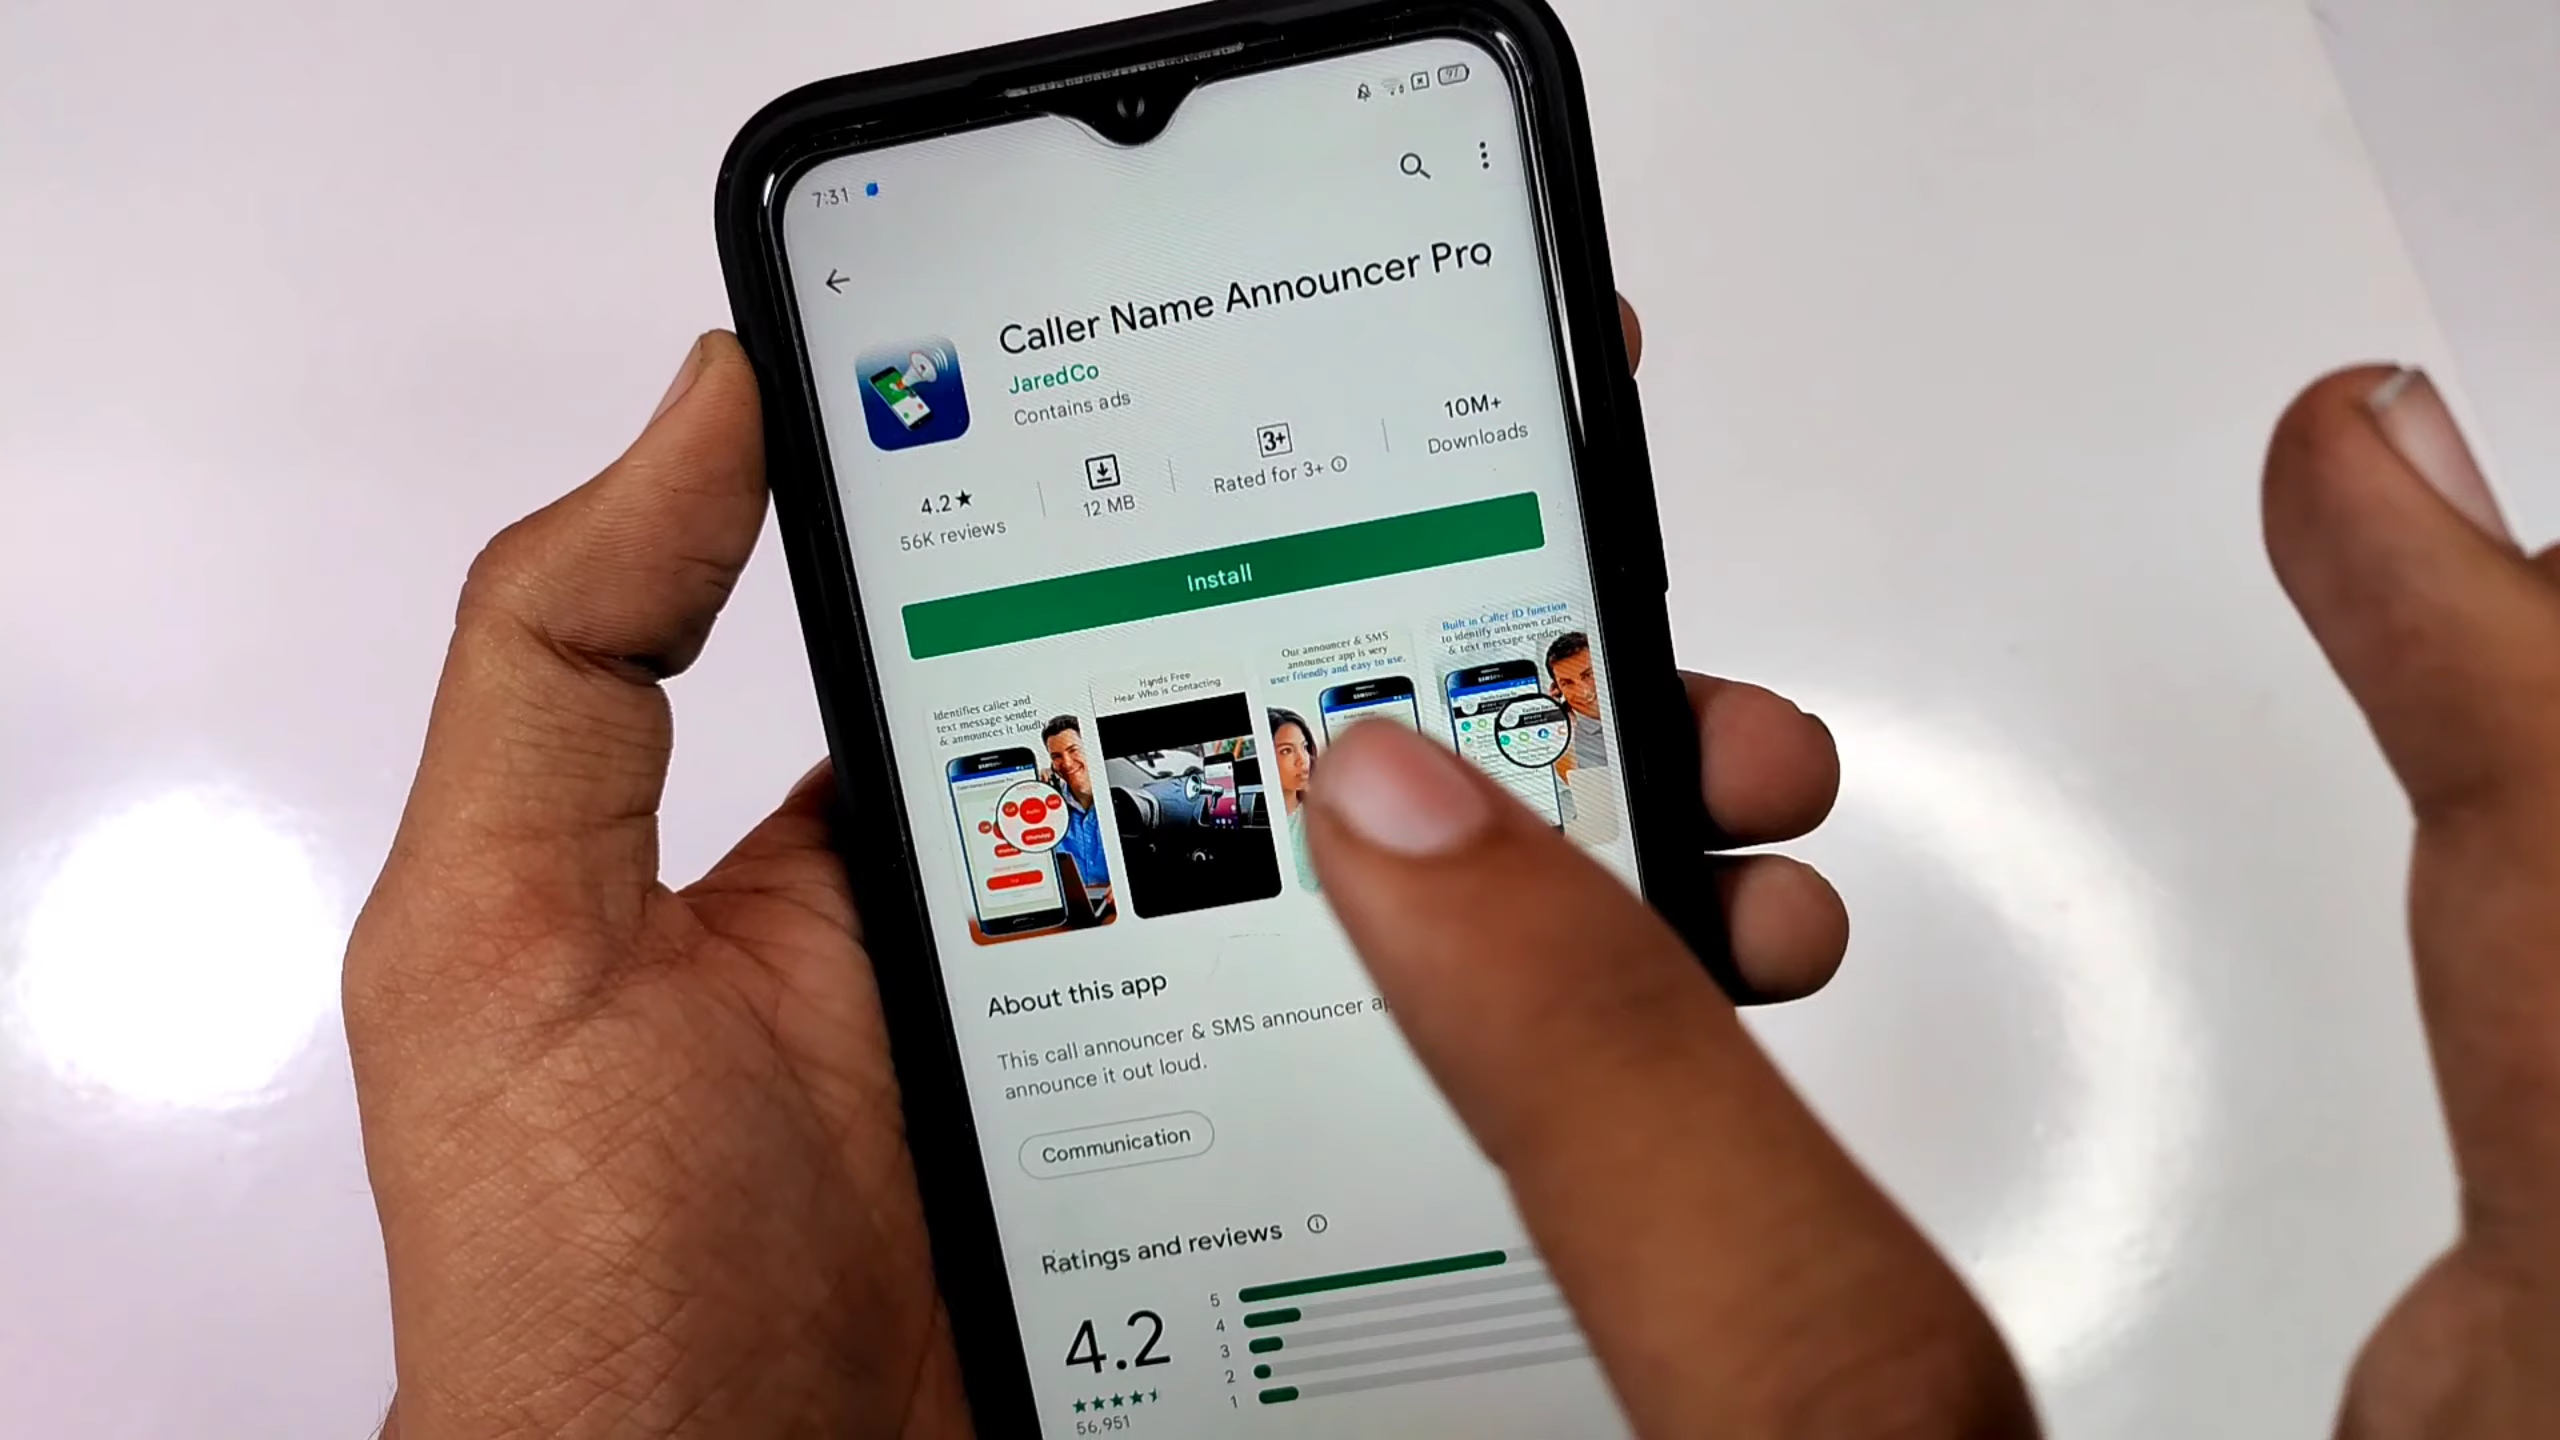 7:31
97
Caller Name Announcer Pro
JaredCo
Contains ads
4.2★
56K reviews
12 MB
3+
Rated for 3+
10M+
Downloads
Install
Identifies caller and
text message sender
& announces it loudly
Hands Free
Hear Who is Contacting
Our announcer & SMS
announcer app is very
user friendly and easy to use.
Built in Caller ID function
to identify unknown callers
& text message senders.
SAMSUNG
SAMSUNG
SAMSUNG
About this app
This call announcer & SMS announcer
announce it out loud.
Communication
Ratings and reviews
4.2
56,951
5
4
3
2
1